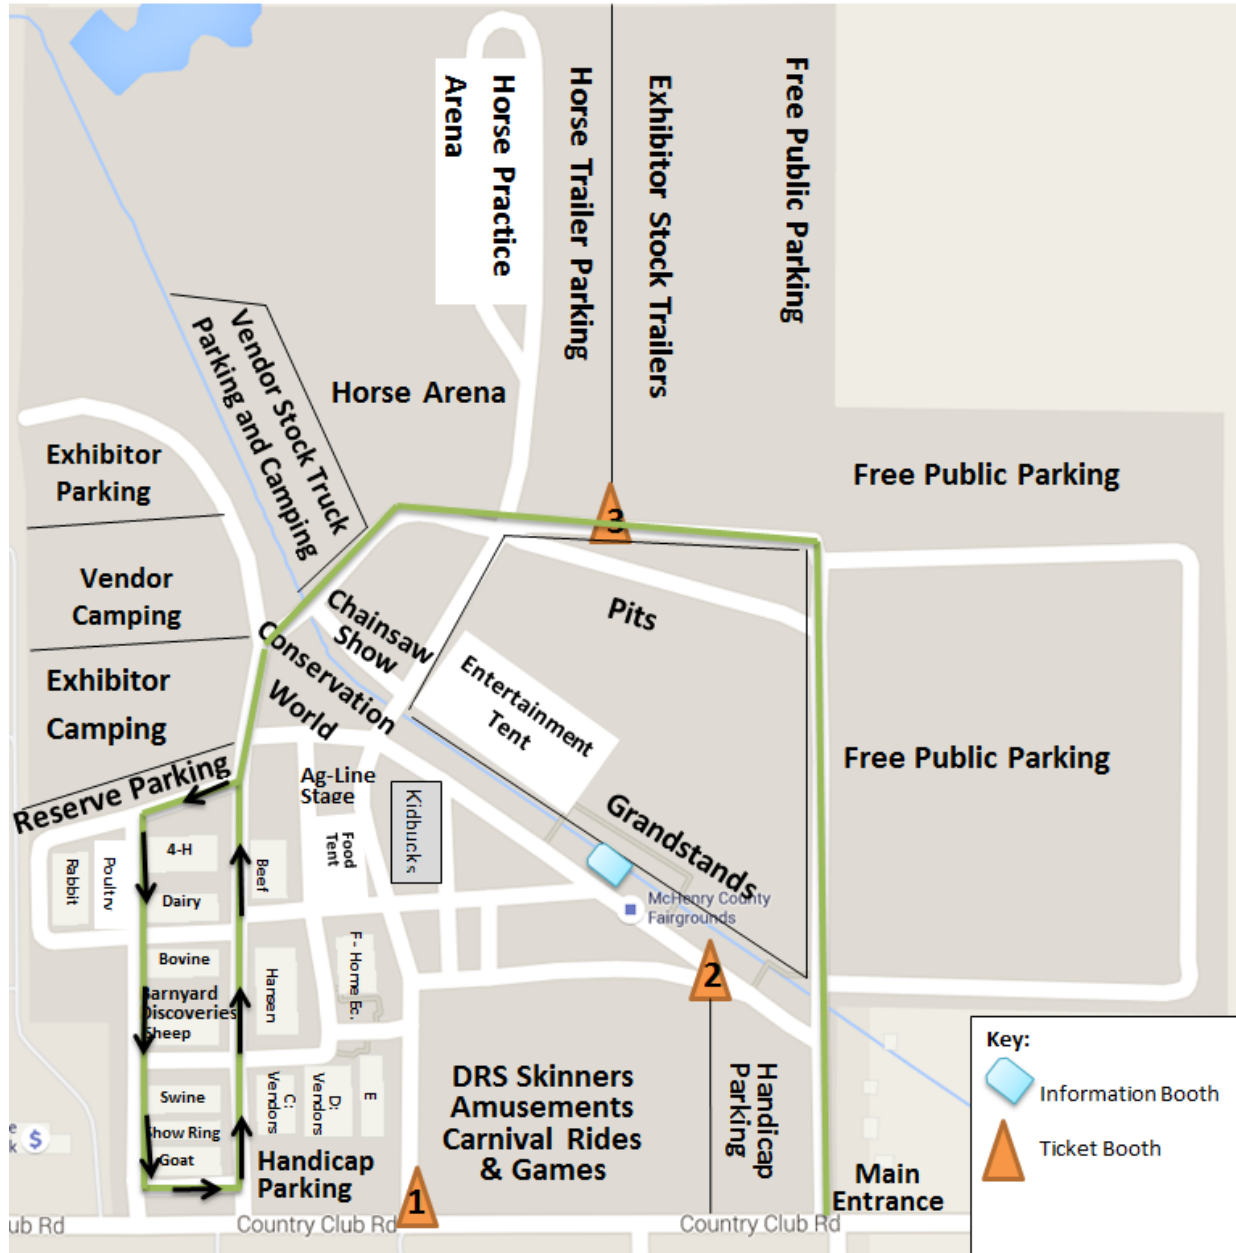 Horse Practice
Arena
Horse Trailer Parking
Exhibitor Stock Trailers
Free Public Parking
Vendor Stock Truck
Parking and Camping
Horse Arena
Exhibitor
Parking
Free Public Parking
3
Vendor
Camping
Chainsaw
Show
Pits
Conservation
World
Entertainment
Tent
Exhibitor
Camping
Free Public Parking
Reserve Parking
Ag-Line
Stage
Kidbucks
Grandstands
Food
Tent
4-H
Rabbit
Poultry
Beef
Dairy
McHenry County
Fairgrounds
Bovine
Hansen
F - Home Ec.
2
Barnyard
Discoveries
Sheep
Key:
Information Booth
Ticket Booth
DRS Skinners
Amusements
Carnival Rides
& Games
Handicap
Parking
Swine
C:
Vendors
D:
Vendors
E
Show Ring
Goat
$
Handicap
Parking
1
Main
Entrance
ub Rd
Country Club Rd
Country Club Rd